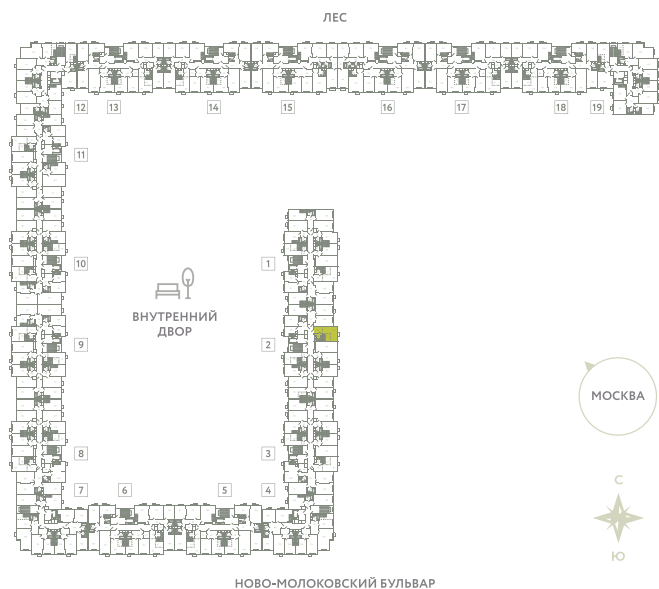 ЛЕС
12 13 14 15 16 17 18 19
11
10 1
ВНУТРЕННИЙ
ДВОР
9 2
МОСКВА
8 3
7 6 5 4
С
Ю
НОВО-МОЛОКОВСКИЙ БУЛЬВАР